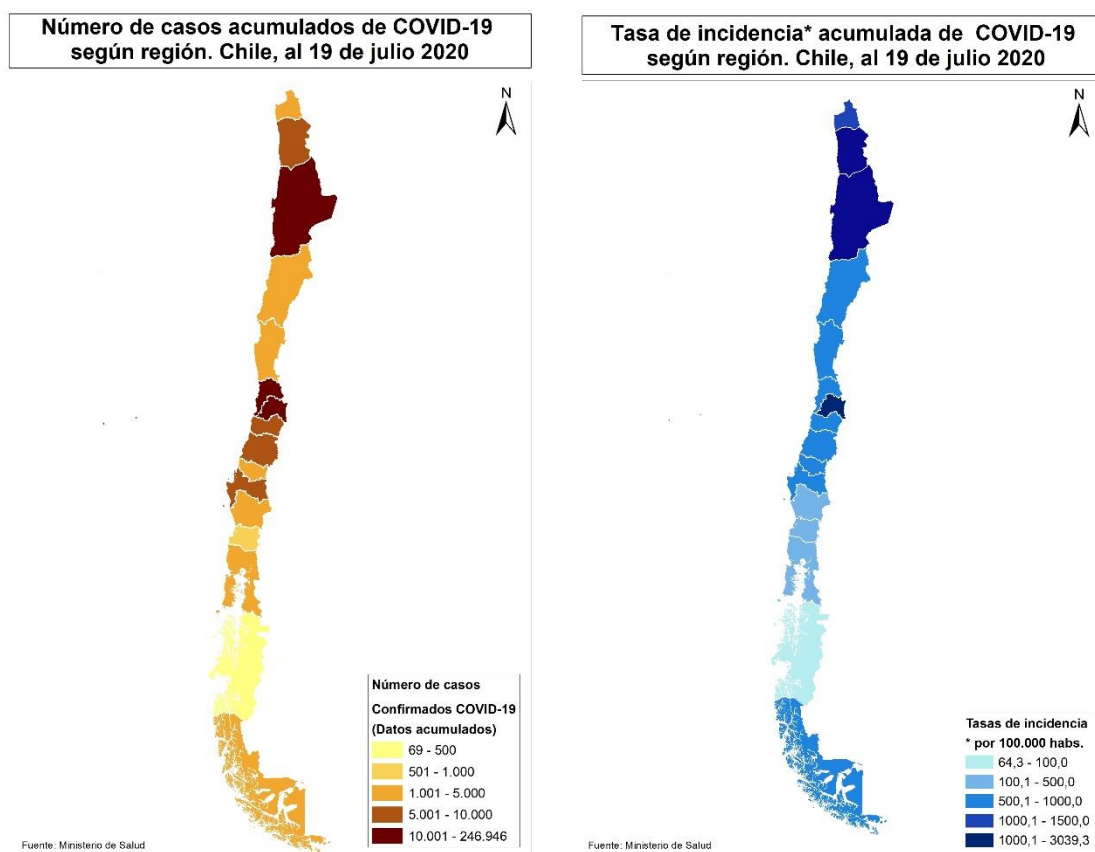 Número de casos acumulados de COVID-19
según región. Chile, al 19 de julio 2020
N
Número de casos
Confirmados COVID-19
(Datos acumulados)
69 - 500
501 - 1.000
1.001 - 5.000
5.001 - 10.000
10.001 - 246.946
Fuente: Ministerio de Salud
Tasa de incidencia* acumulada de COVID-19
según región. Chile, al 19 de julio 2020
N
Tasas de incidencia
* por 100.000 habs.
64,3 - 100,0
100,1 - 500,0
500,1 - 1000,0
1000,1 - 1500,0
1000,1 - 3039,3
Fuente: Ministerio de Salud